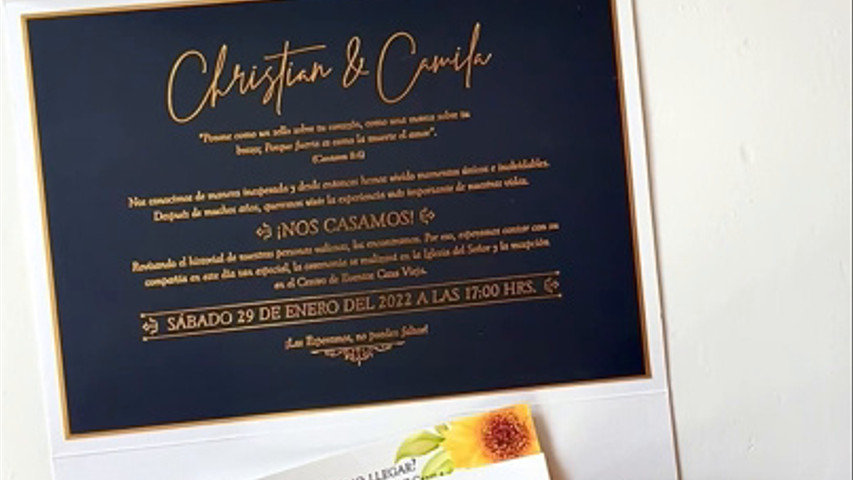 Christian & Camila
"Ponme como un sello sobre tu corazón, como una marca sobre tu
brazo; Porque fuerte es como la muerte el amor".
(Cantares 8:6)
Nos conocimos de manera inesperada y desde entonces hemos vivido momentos únicos e inolvidables.
Después de muchos años, queremos vivir la experiencia más importante de nuestras vidas.
¡NOS CASAMOS!
Revisando el historial de nuestras personas valiosas, los encontramos. Por eso, esperamos contar con su
compañía en este día tan especial, la ceremonia se realizará en la Iglesia del Señor y la recepción
en el Centro de Eventos Casa Vieja.
SÁBADO 29 DE ENERO DEL 2022 A LAS 17:00 HRS.
¡Los Esperamos, no pueden faltar!
LLEGAR?